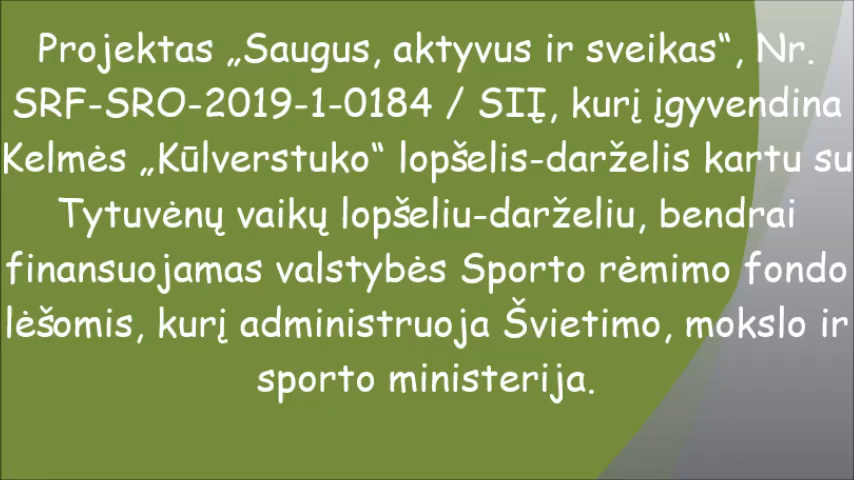 Projektas „Saugus, aktyvus ir sveikas“, Nr.
SRF-SRO-2019-1-0184 / SIĮ, kurį įgyvendina
Kelmės „Kūlverstuko“ lopšelis-darželis kartu su
Tytuvėnų vaikų lopšeliu-darželiu, bendrai
finansuojamas valstybės Sporto rėmimo fondo
lėšomis, kurį administruoja Švietimo, mokslo ir
sporto ministerija.